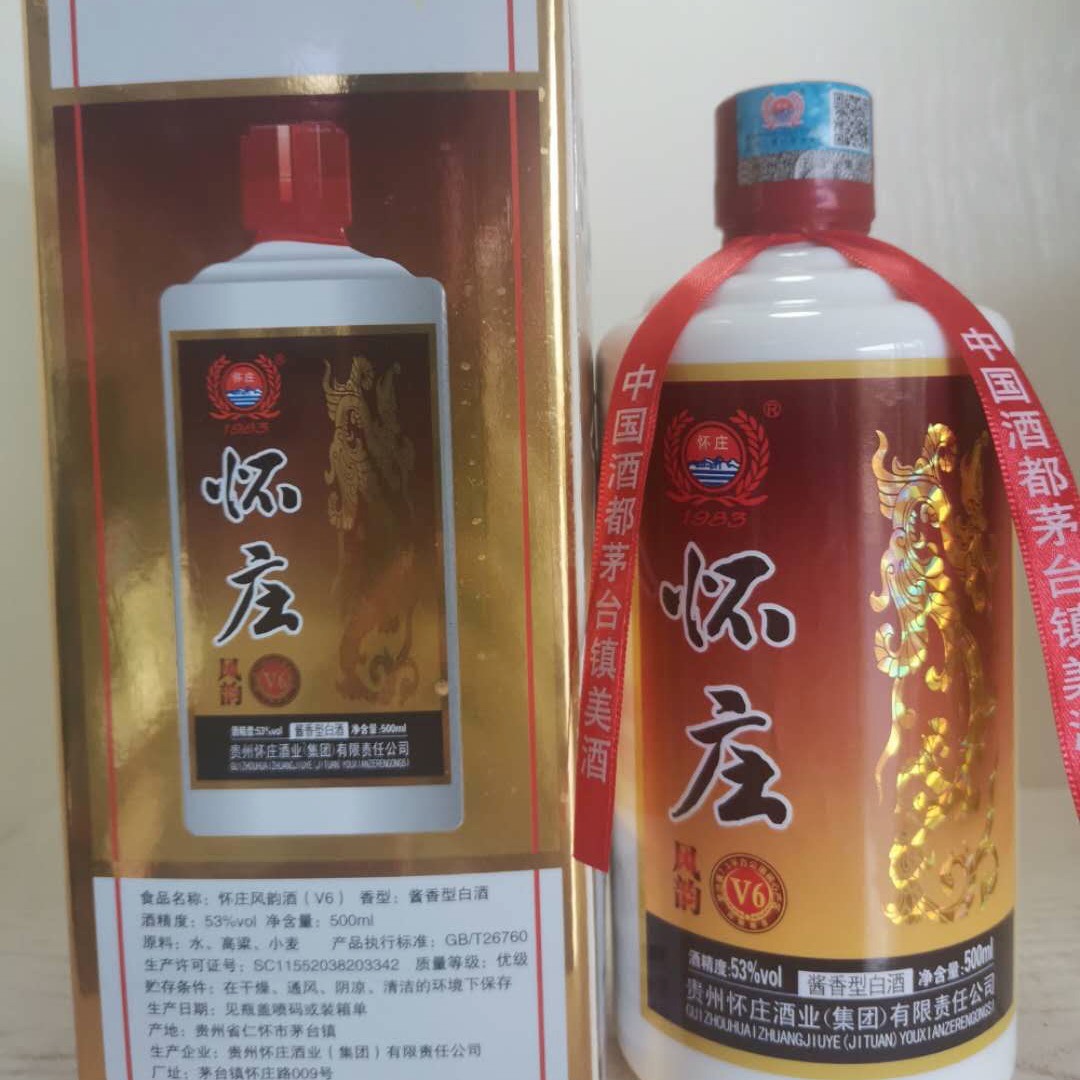 怀庄
®
1983
怀
庄
风韵
V6
酒精度:53%vol 酱香型白酒 净含量:500ml
贵州怀庄酒业(集团)有限责任公司
GUIZHOUHUAIZHUANGJIUYE(JITUAN)YOUXIANZERENGONGSI
食品名称：怀庄风韵酒（V6） 香型：酱香型白酒
酒精度：53%vol 净含量：500ml
原料：水、高粱、小麦 产品执行标准：GB/T26760
生产许可证号：SC11552038203342 质量等级：优级
贮存条件：在干燥、通风、阴凉、清洁的环境下保存
生产日期：见瓶盖喷码或装箱单
产地：贵州省仁怀市茅台镇
生产企业：贵州怀庄酒业（集团）有限责任公司
厂址：茅台镇怀庄路009号
中国酒都茅台镇美酒
中国酒都茅台镇美
怀庄
®
1983
怀
庄
风韵
V6
酒精度:53%vol 酱香型白酒 净含量:500ml
贵州怀庄酒业(集团)有限责任公司
GUIZHOUHUAIZHUANGJIUYE(JITUAN)YOUXIANZERENGONGSI